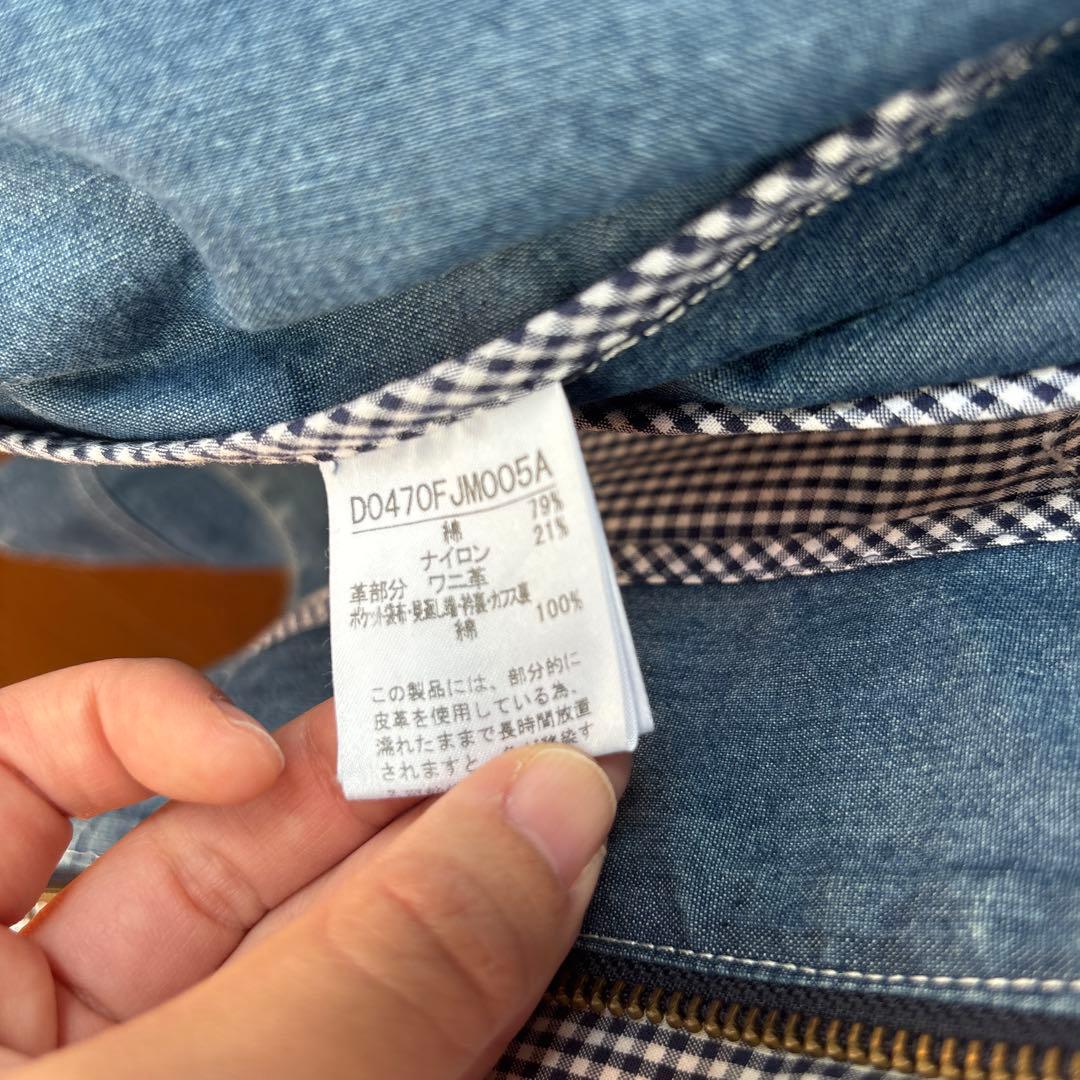 D0470FJM005A
綿 79%
ナイロン 21%
革部分 ワニ革
ポケット袋布・見返し端・衿裏・カフス裏
綿 100%
この製品には、部分的に
皮革を使用している為、
濡れたままで長時間放置
されますと